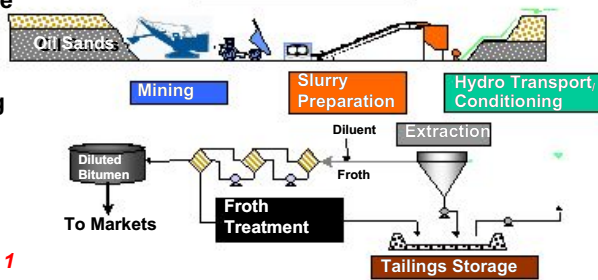 e
Oil Sands
Mining
Slurry
Preparation
Hydro Transport/
Conditioning
g
Diluent
Extraction
Diluted
Bitumen
Froth
To Markets
Froth
Treatment
1
Tailings Storage